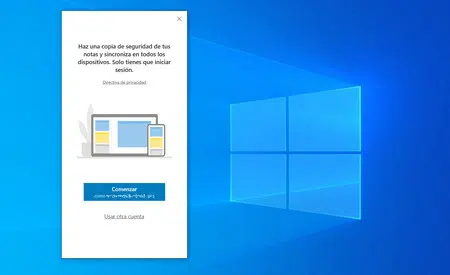 Haz una copia de seguridad de tus
notas y sincroniza en todos los
dispositivos. Solo tienes que iniciar
sesión.
Directiva de privacidad
Comenzar
Usar otra cuenta